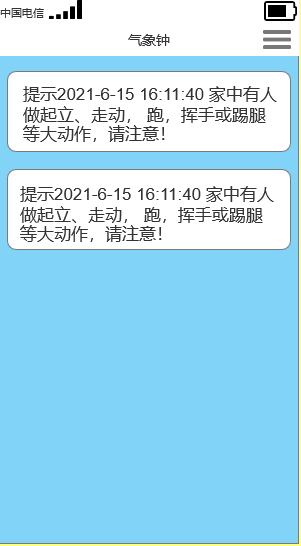 中国电信
气象钟
提示2021-6-15 16:11:40 家中有人
做起立、走动， 跑，挥手或踢腿
等大动作，请注意！
提示2021-6-15 16:11:40 家中有人
做起立、走动， 跑，挥手或踢腿
等大动作，请注意！